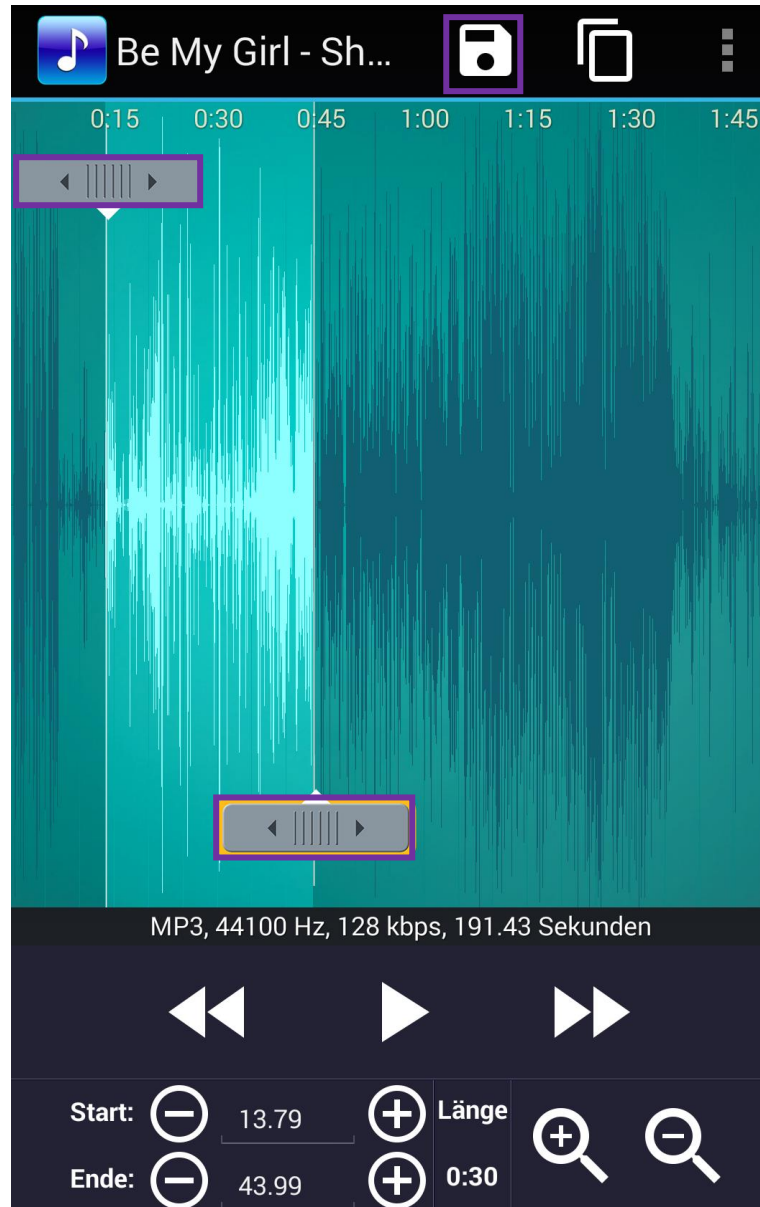 Be My Girl - Sh...
0:15 0:30 0:45 1:00 1:15 1:30 1:45
MP3, 44100 Hz, 128 kbps, 191.43 Sekunden
Start: 13.79 Länge
Ende: 43.99 0:30